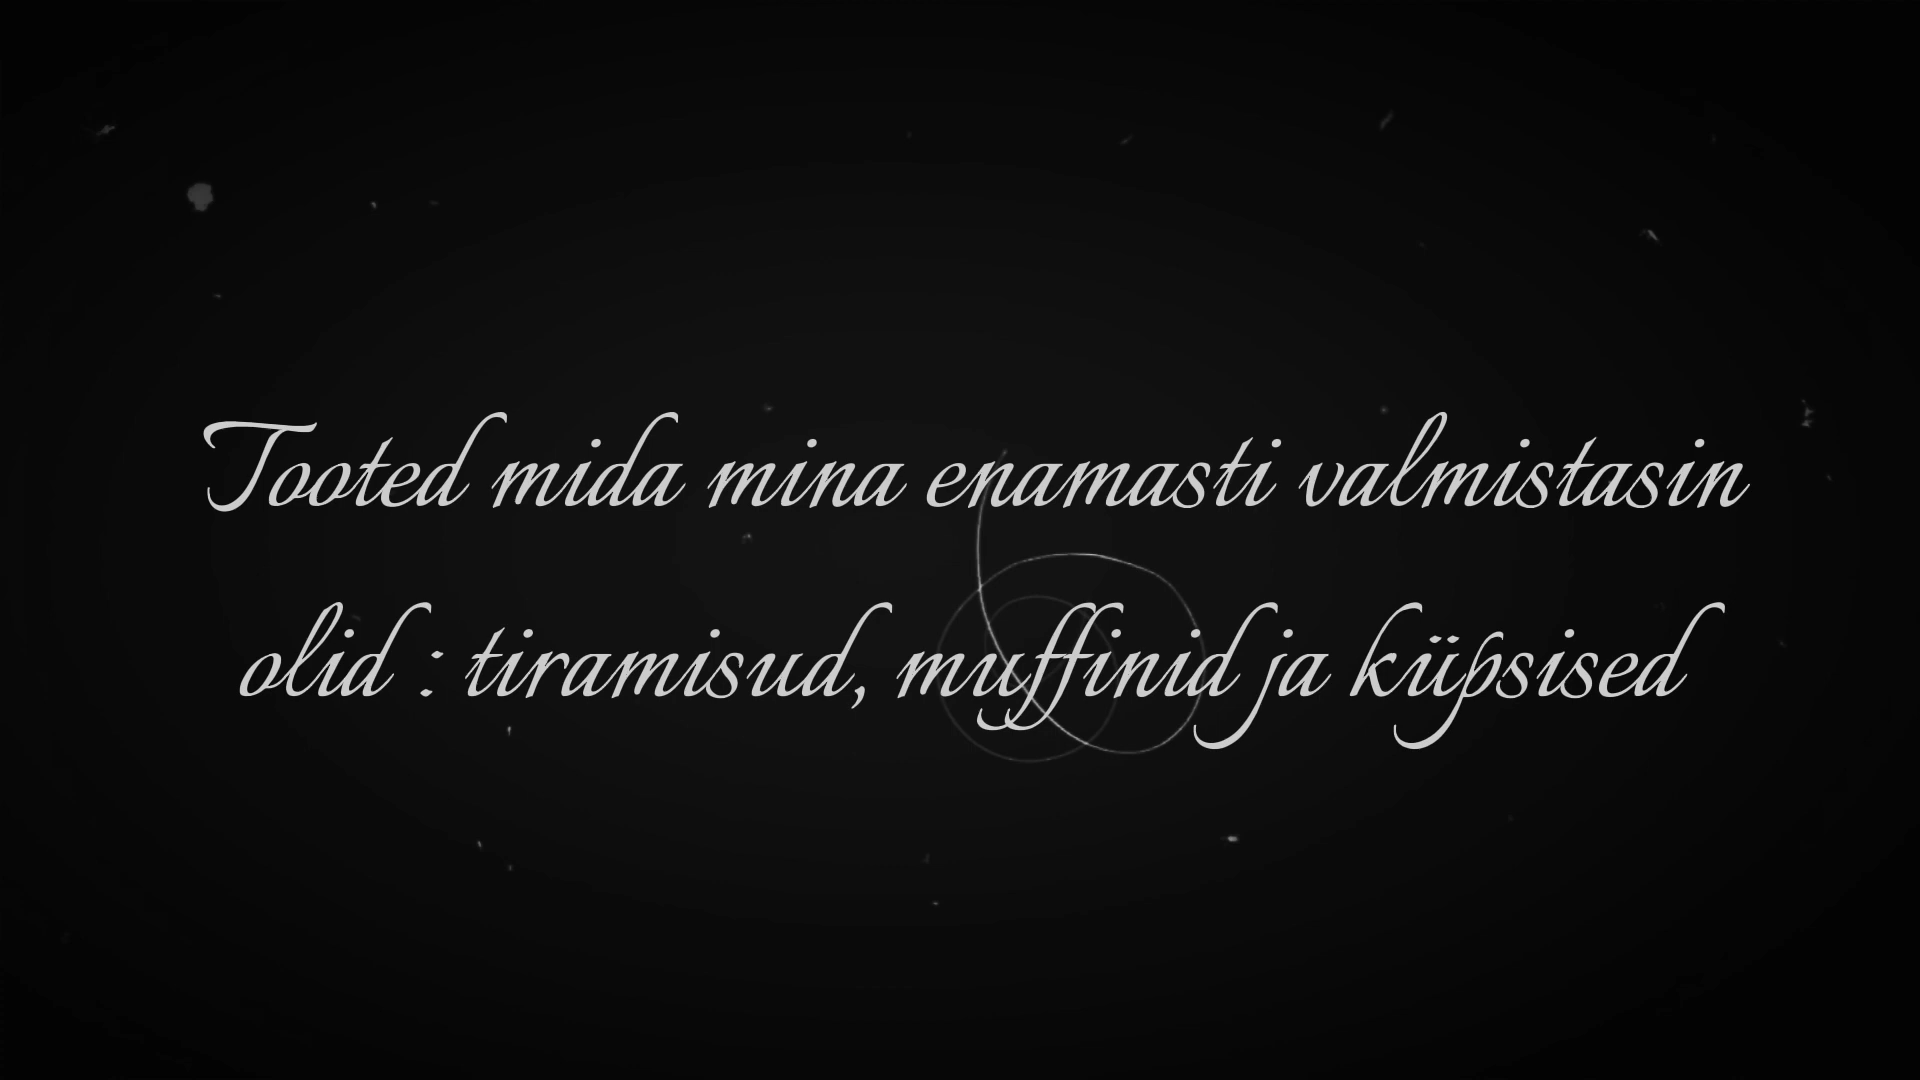 Tooted mida mina enamasti valmistasin
olid : tiramisud, muffinid ja küpsised